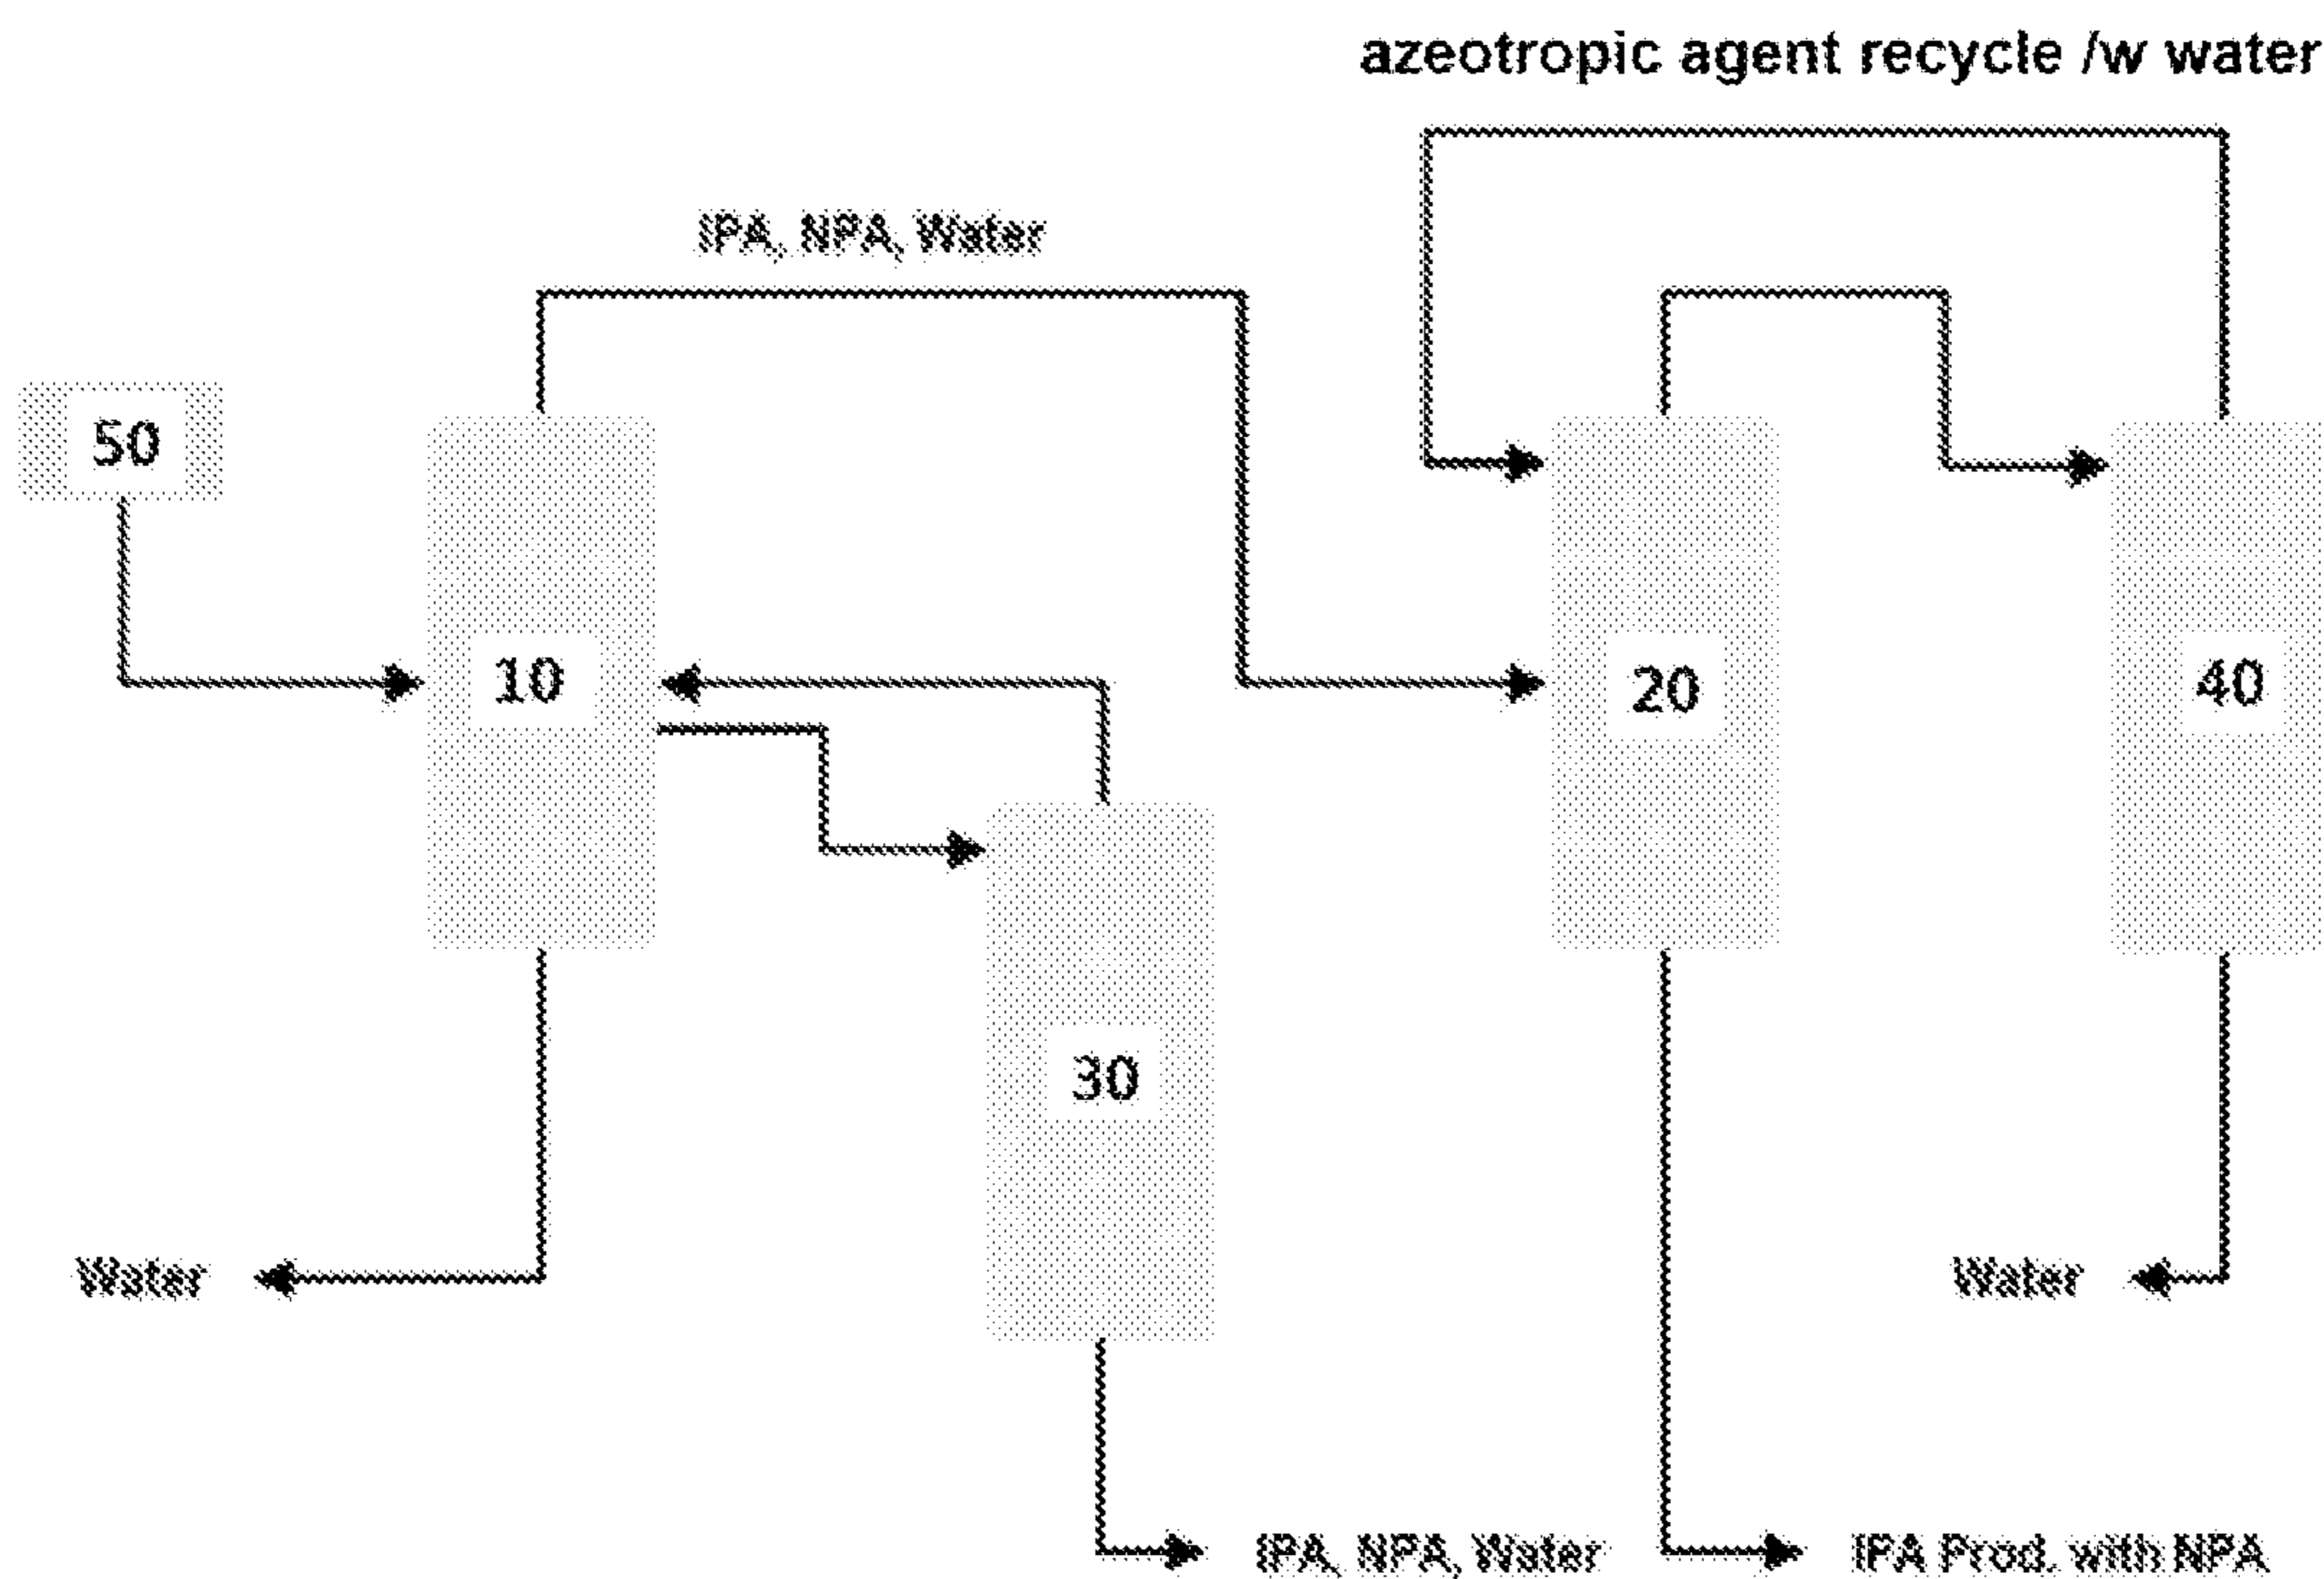 azeotropic agent recycle /w water
IPA, NPA, Water
50
10
20
40
30
Water
Water
IPA, NPA, Water
IPA Prod. with NPA